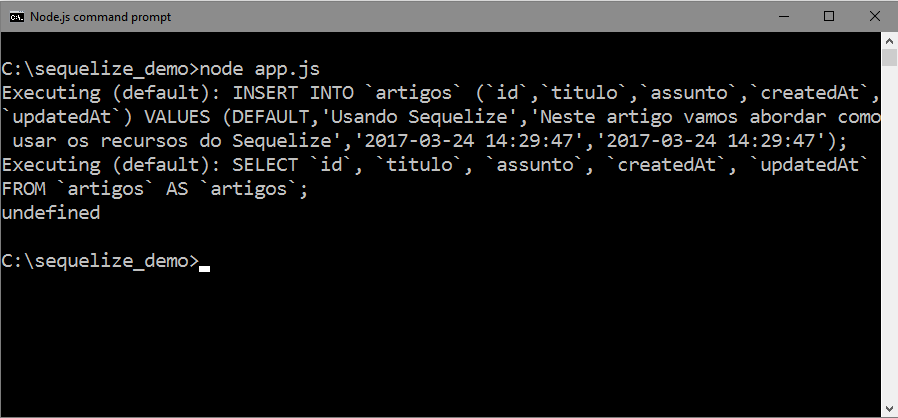 Node.js command prompt
C:\sequelize_demo>node app.js
Executing (default): INSERT INTO `artigos` (`id`,`titulo`,`assunto`,`createdAt`,
`updatedAt`) VALUES (DEFAULT,'Usando Sequelize','Neste artigo vamos abordar como
 usar os recursos do Sequelize','2017-03-24 14:29:47','2017-03-24 14:29:47');
Executing (default): SELECT `id`, `titulo`, `assunto`, `createdAt`, `updatedAt`
FROM `artigos` AS `artigos`;
undefined
C:\sequelize_demo>